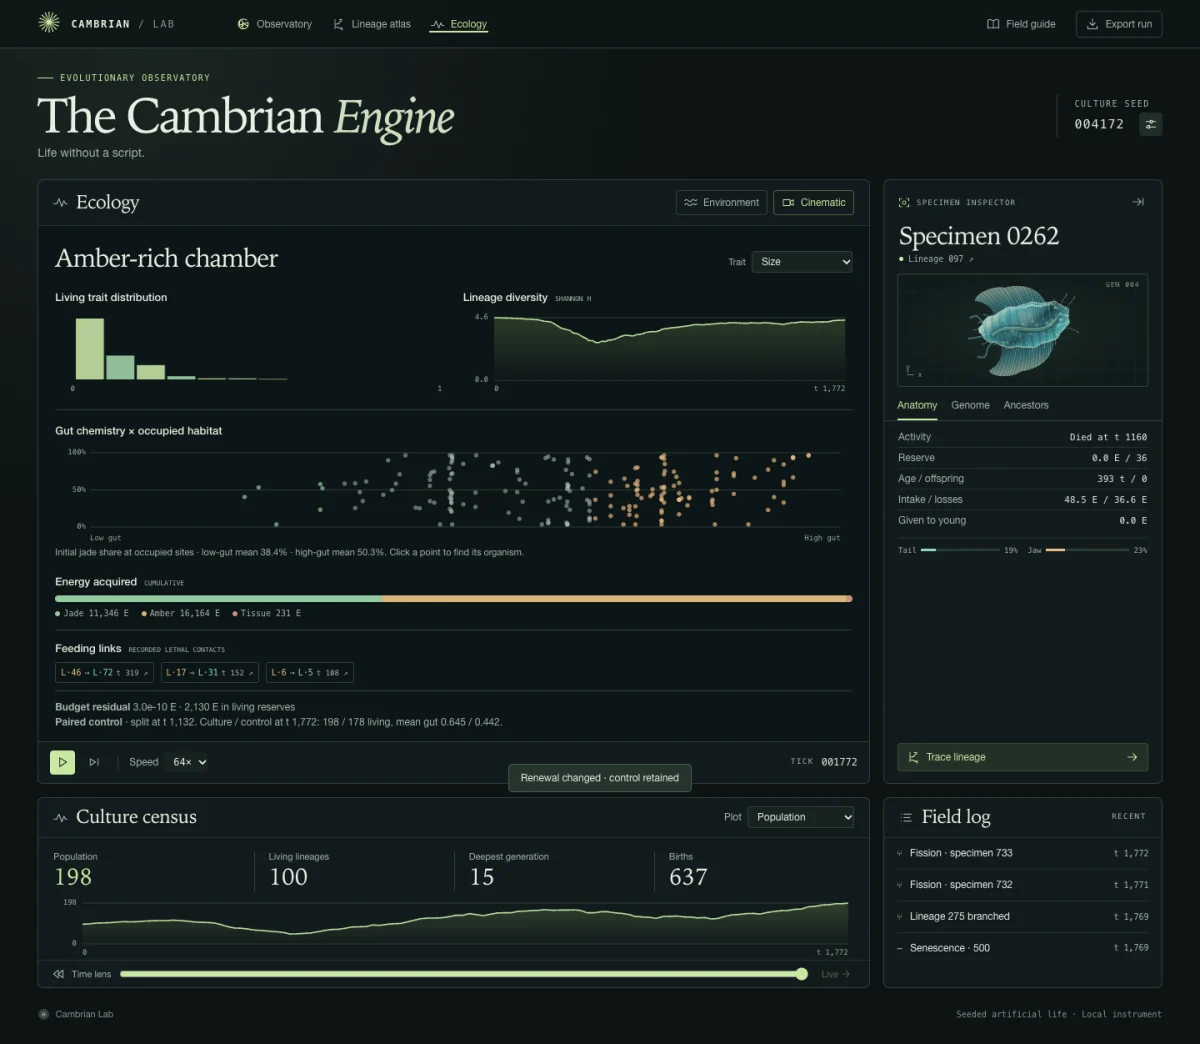 CAMBRIAN / LAB
Observatory
Lineage atlas
Ecology
Field guide
Export run
EVOLUTIONARY OBSERVATORY
The Cambrian Engine
Life without a script.
CULTURE SEED
004172
Ecology
Environment
Cinematic
Amber-rich chamber
Trait
Size
Living trait distribution
0
1
Lineage diversity SHANNON H
4.6
0.0
0
t 1,772
Gut chemistry × occupied habitat
100%
50%
0%
Low gut
High gut
Initial jade share at occupied sites · low-gut mean 38.4% · high-gut mean 50.3%. Click a point to find its organism.
Energy acquired CUMULATIVE
Jade 11,346 E
Amber 16,164 E
Tissue 231 E
Feeding links RECORDED LETHAL CONTACTS
L·46 → L·72 t 319 ↗
L·17 → L·31 t 152 ↗
L·6 → L·5 t 108 ↗
Budget residual 3.0e-10 E · 2,130 E in living reserves
Paired control · split at t 1,132. Culture / control at t 1,772: 198 / 178 living, mean gut 0.645 / 0.442.
Speed
64×
TICK 001772
Renewal changed · control retained
SPECIMEN INSPECTOR
Specimen 0262
Lineage 097 ↗
GEN 004
Y
X
Anatomy
Genome
Ancestors
Activity Died at t 1160
Reserve 0.0 E / 36
Age / offspring 393 t / 0
Intake / losses 48.5 E / 36.6 E
Given to young 0.0 E
Tail 19%
Jaw 23%
Trace lineage →
Culture census
Plot
Population
Population
198
Living lineages
100
Deepest generation
15
Births
637
198
0
0
t 1,772
Time lens
Live →
Field log
RECENT
Fission · specimen 733 t 1,772
Fission · specimen 732 t 1,771
Lineage 275 branched t 1,769
Senescence · 500 t 1,769
Cambrian Lab
Seeded artificial life · Local instrument